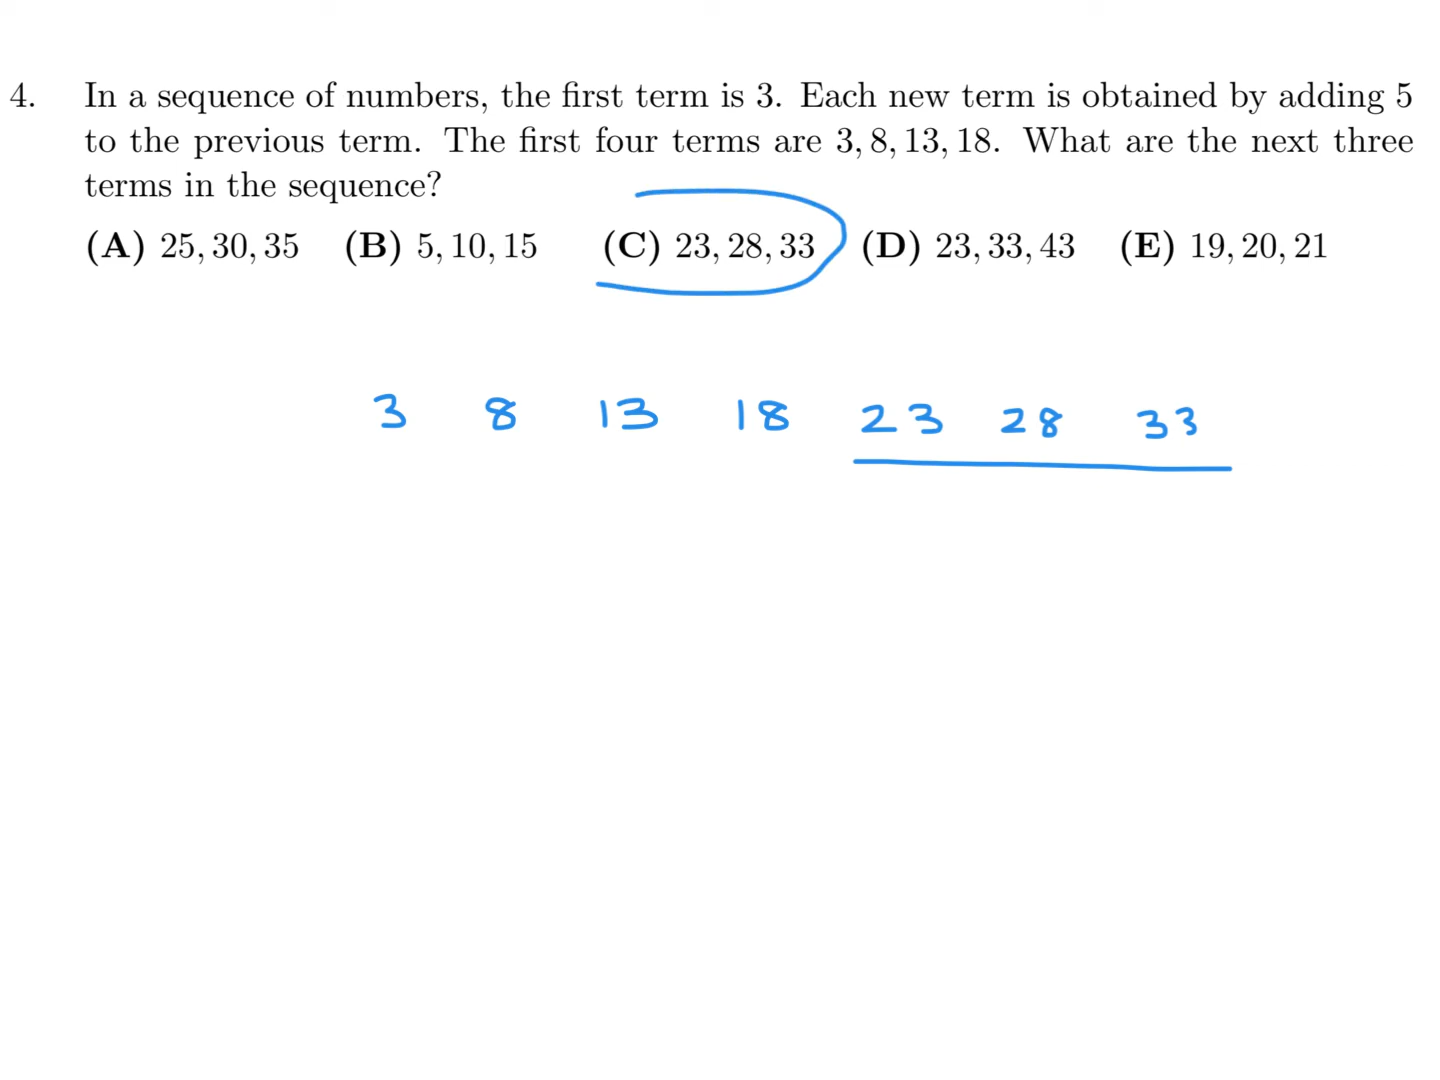 4. In a sequence of numbers, the first term is 3. Each new term is obtained by adding 5
to the previous term. The first four terms are 3, 8, 13, 18. What are the next three
terms in the sequence?
(A) 25, 30, 35 (B) 5, 10, 15 (C) 23, 28, 33 (D) 23, 33, 43 (E) 19, 20, 21
3 8 13 18 23 28 33